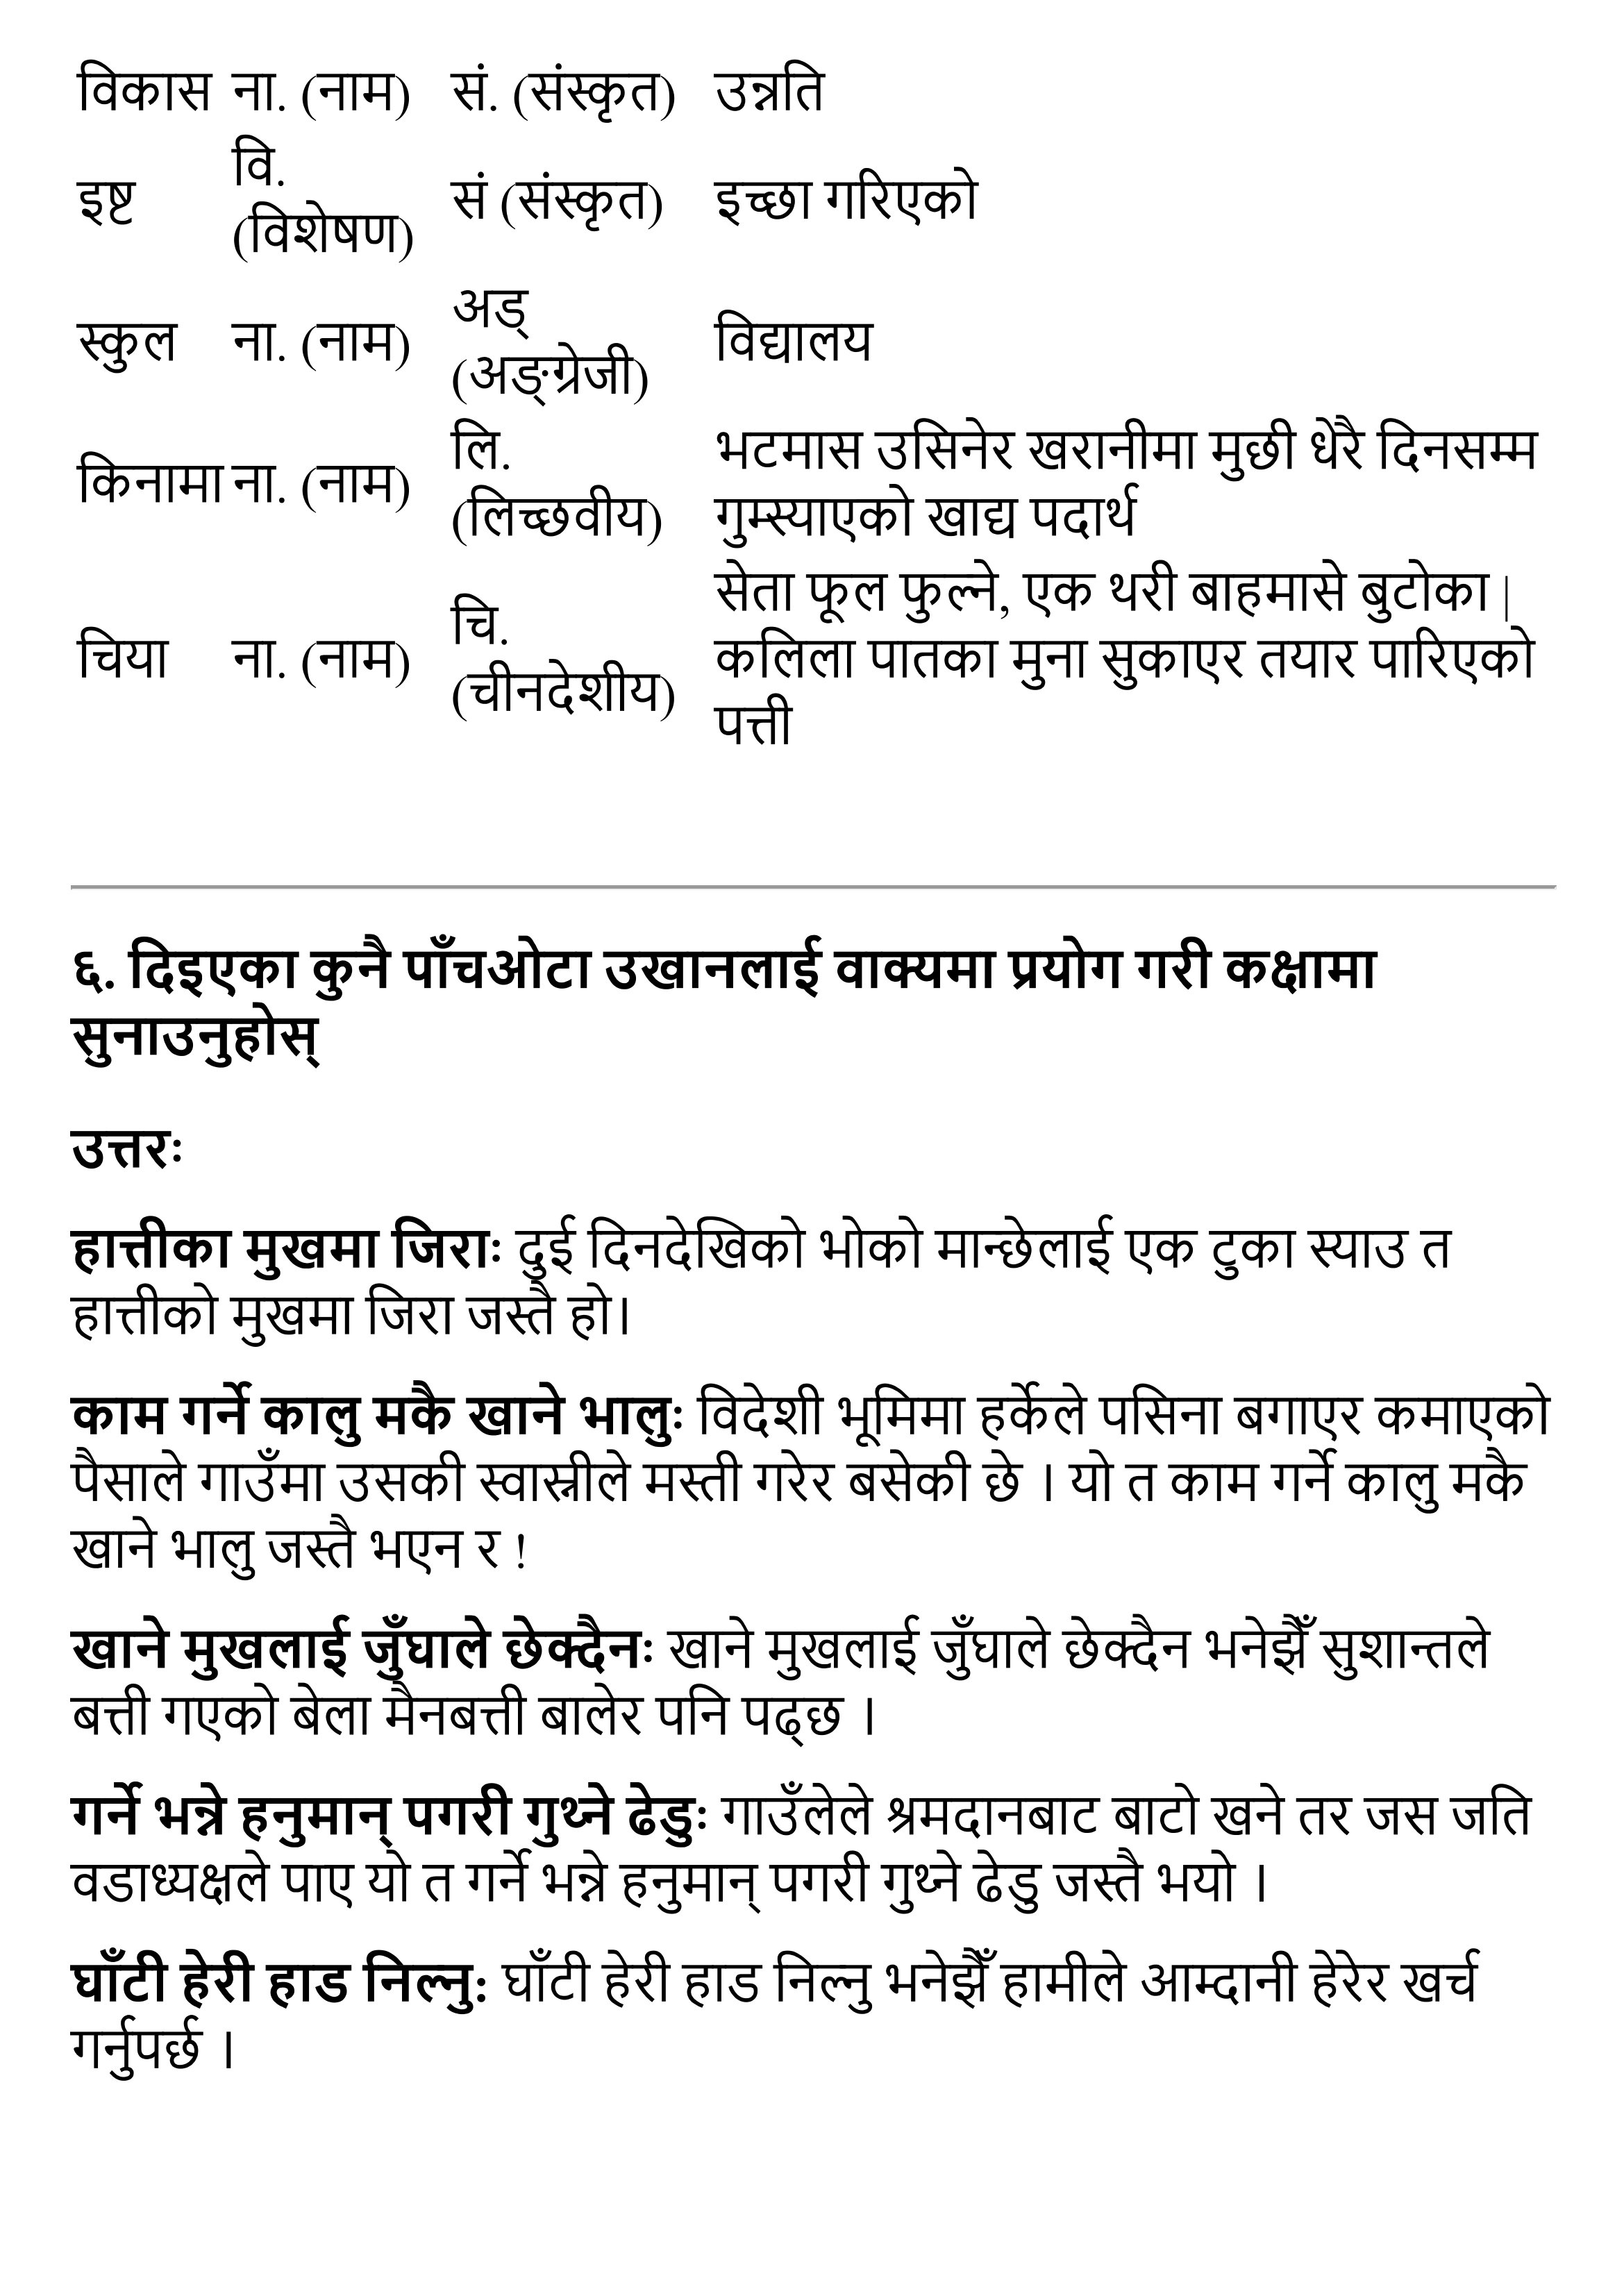 विकास ना. (नाम) सं. (संस्कृत) उन्नति
इष्ट वि. (विशेषण) सं (संस्कृत) इच्छा गरिएको
स्कुल ना. (नाम) अड् (अङ्ग्रेजी) विद्यालय
किनामा ना. (नाम) लि. (लिच्छवीय) भटमास उसिनेर खरानीमा मुछी धेरै दिनसम्म
गुम्स्याएको खाद्य पदार्थ
चिया ना. (नाम) चि. (चीनदेशीय) सेता फूल फुल्ने, एक थरी बाहमासे बुटोका |
कलिला पातका मुना सुकाएर तयार पारिएको
पत्ती
६. दिइएका कुनै पाँचओटा उखानलाई वाक्यमा प्रयोग गरी कक्षामा
सुनाउनुहोस्
उत्तरः
हात्तीका मुखमा जिराः दुई दिनदेखिको भोको मान्छेलाई एक टुका स्याउ त
हात्तीको मुखमा जिरा जस्तै हो।
काम गर्ने कालु मकै खाने भालुः विदेशी भूमिमा हर्केले पसिना बगाएर कमाएको
पैसाले गाउँमा उसकी स्वास्नीले मस्ती गरेर बसेकी छे । यो त काम गर्ने कालु मकै
खाने भालु जस्तै भएन र !
खाने मुखलाई जुँघाले छेक्दैनः खाने मुखलाई जुँघाले छेक्दैन भनेझैँ सुशान्तले
बत्ती गएको बेला मैनबत्ती बालेर पनि पढ्छ ।
गर्ने भन्ने हनुमान् पगरी गुथ्ने ढेडुः गाउँलेले श्रमदानबाट बाटो खने तर जस जति
वडाध्यक्षले पाए यो त गर्ने भन्ने हनुमान् पगरी गुथ्ने ढेडु जस्तै भयो ।
घाँटी हेरी हाड निल्नु: घाँटी हेरी हाड निल्नु भनेझैँ हामीले आम्दानी हेरेर खर्च
गर्नुपर्छ ।